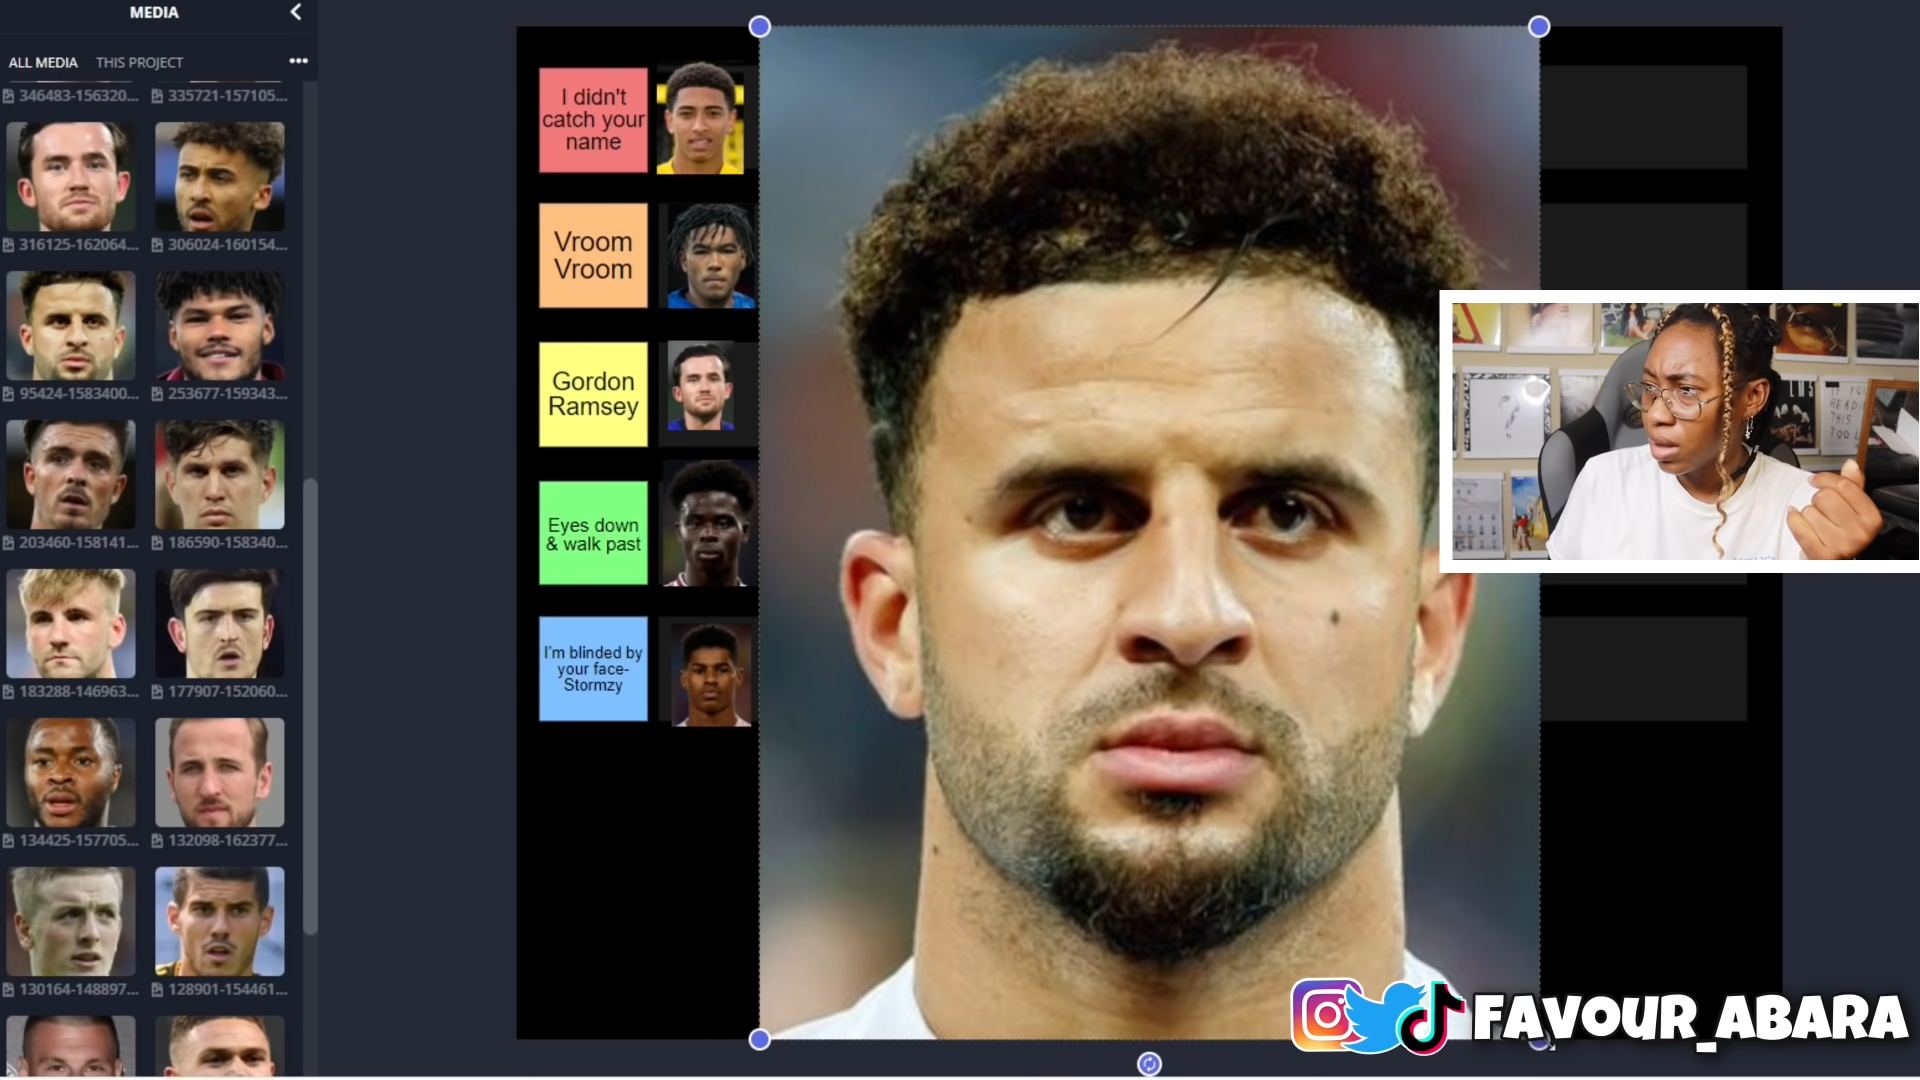 MEDIA
ALL MEDIA
THIS PROJECT
346483-156320...
335721-157105...
316125-162064...
306024-160154...
95424-1583400...
253677-159343...
203460-158141...
186590-158340...
183288-146963...
177907-152060...
134425-157705...
132098-162377...
130164-148897...
128901-154461...
I didn't
catch your
name
Vroom
Vroom
Gordon
Ramsey
Eyes down
& walk past
I'm blinded by
your face-
Stormzy
FAVOUR_ABARA